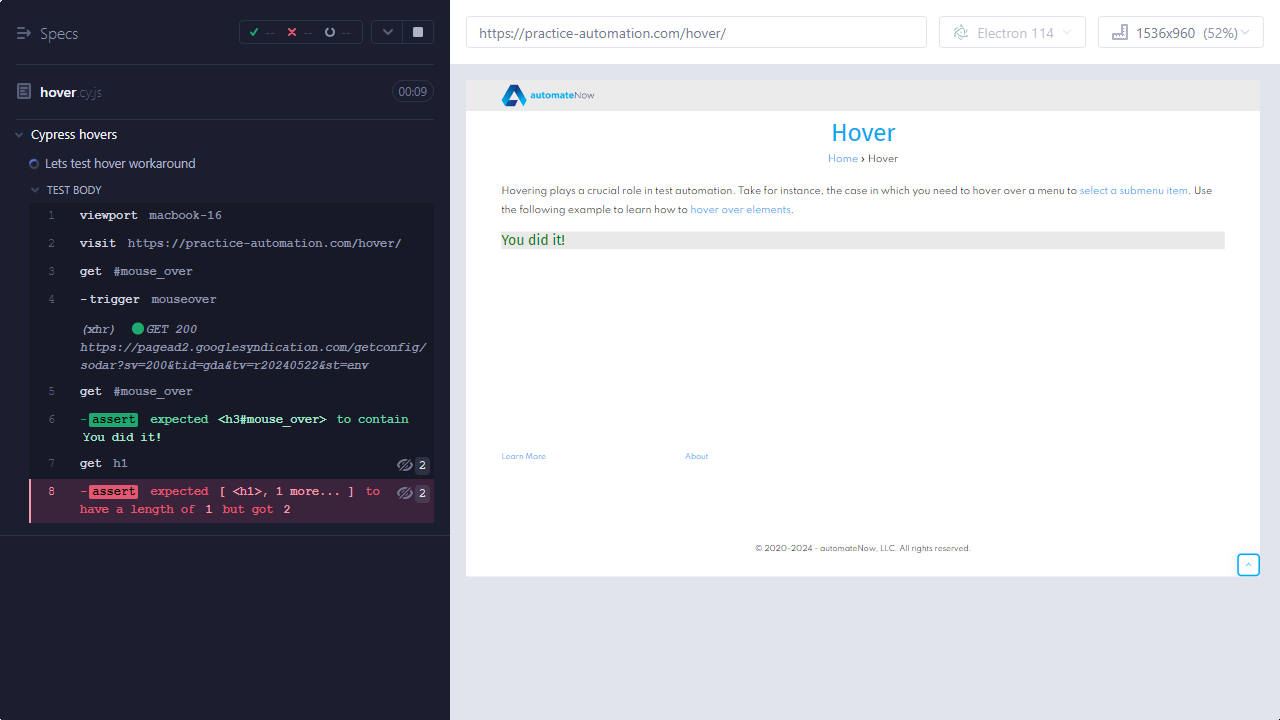 Specs
-- -- --
hover.cy.js
00:09
Cypress hovers
Lets test hover workaround
TEST BODY
1 viewport macbook-16
2 visit https://practice-automation.com/hover/
3 get #mouse_over
4 -trigger mouseover
(xhr) GET 200
https://pagead2.googlesyndication.com/getconfig/
sodar?sv=200&tid=gda&tv=r20240522&st=env
5 get #mouse_over
6 -assert expected <h3#mouse_over> to contain
You did it!
7 get h1 2
8 -assert expected [ <h1>, 1 more... ] to 2
have a length of 1 but got 2
https://practice-automation.com/hover/
Electron 114
1536x960 (52%)
automateNow
Hover
Home › Hover
Hovering plays a crucial role in test automation. Take for instance, the case in which you need to hover over a menu to select a submenu item. Use
the following example to learn how to hover over elements.
You did it!
Learn More About
© 2020-2024 - automateNow, LLC. All rights reserved.